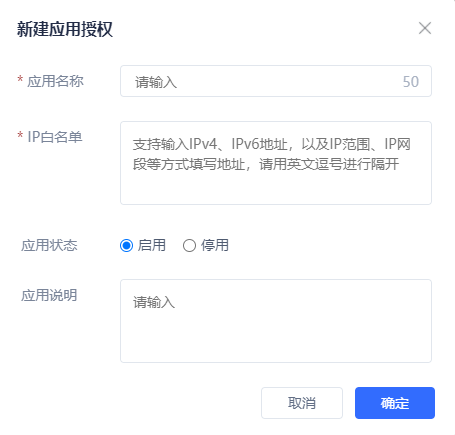 新建应用授权
* 应用名称
请输入 50
* IP白名单
支持输入IPv4、IPv6地址，以及IP范围、IP网
段等方式填写地址，请用英文逗号进行隔开
应用状态
启用 停用
应用说明
请输入
取消 确定